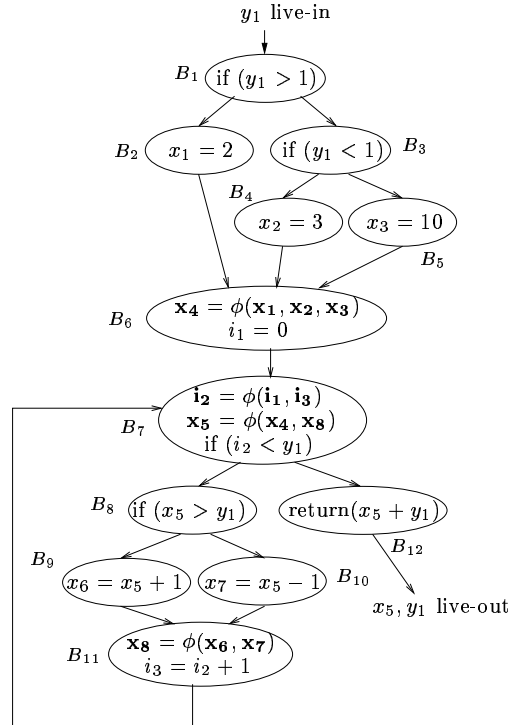 y₁ live-in
B₁
if (y₁ > 1)
B₂
x₁ = 2
if (y₁ < 1)
B₃
B₄
x₂ = 3
x₃ = 10
B₅
B₆
x₄ = ϕ(x₁, x₂, x₃)
i₁ = 0
B₇
i₂ = ϕ(i₁, i₃)
x₅ = ϕ(x₄, x₈)
if (i₂ < y₁)
B₈
if (x₅ > y₁)
return(x₅ + y₁)
B₁₂
B₉
x₆ = x₅ + 1
x₇ = x₅ − 1
B₁₀
x₅, y₁ live-out
B₁₁
x₈ = ϕ(x₆, x₇)
i₃ = i₂ + 1